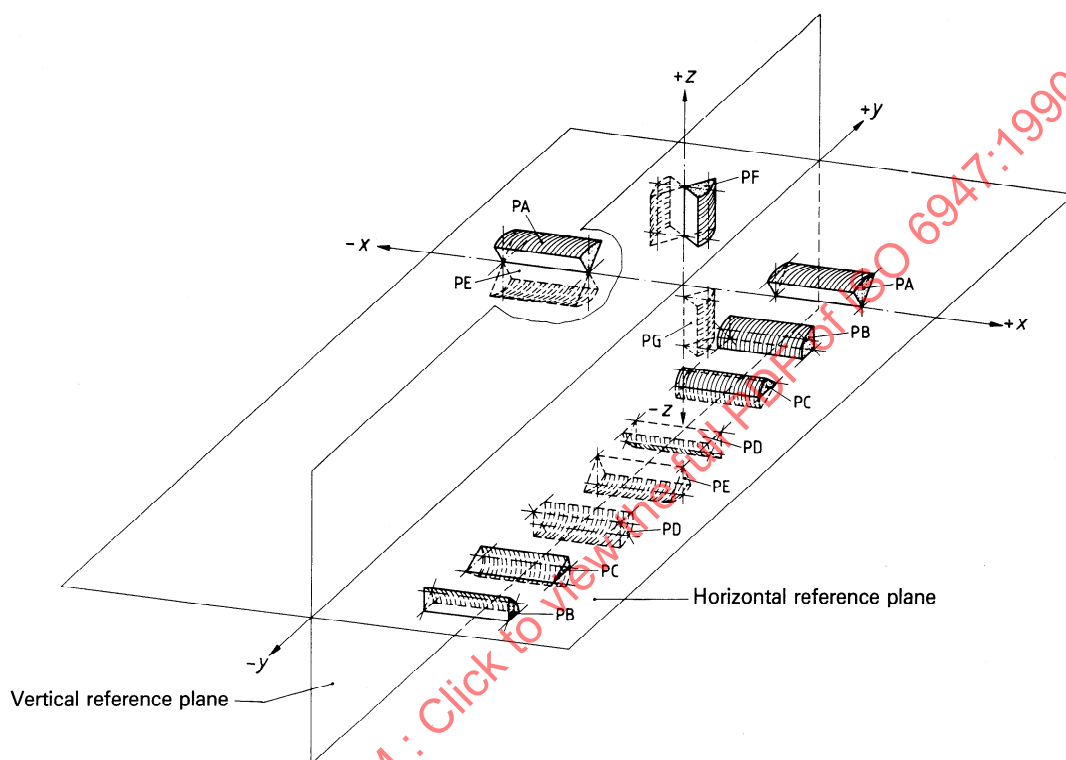 +z
+y
PF
PA
-x
PE
PA
+x
PB
PG
PC
-z
PD
PE
PD
PC
Horizontal reference plane
PB
-y
Vertical reference plane
4 : Click to view the full PDF of ISO 6947:1990